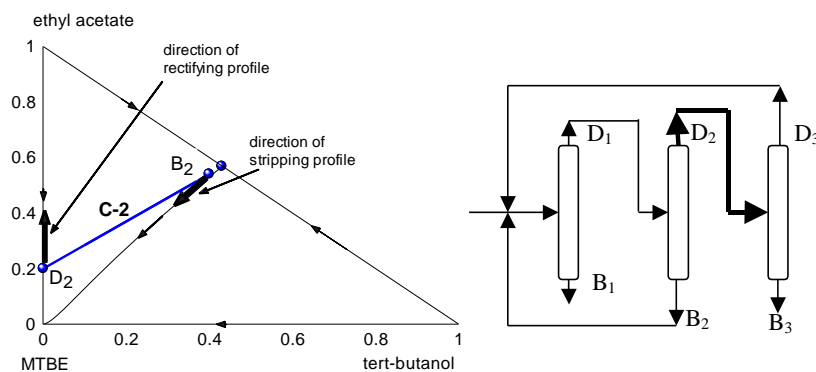 ethyl acetate
direction of
rectifying profile
1
0.8
0.6
0.4
0.2
0
direction of
stripping profile
B2
C-2
D2
0
0.2
0.4
0.6
0.8
1
MTBE
tert-butanol
D1
D2
D3
B1
B2
B3